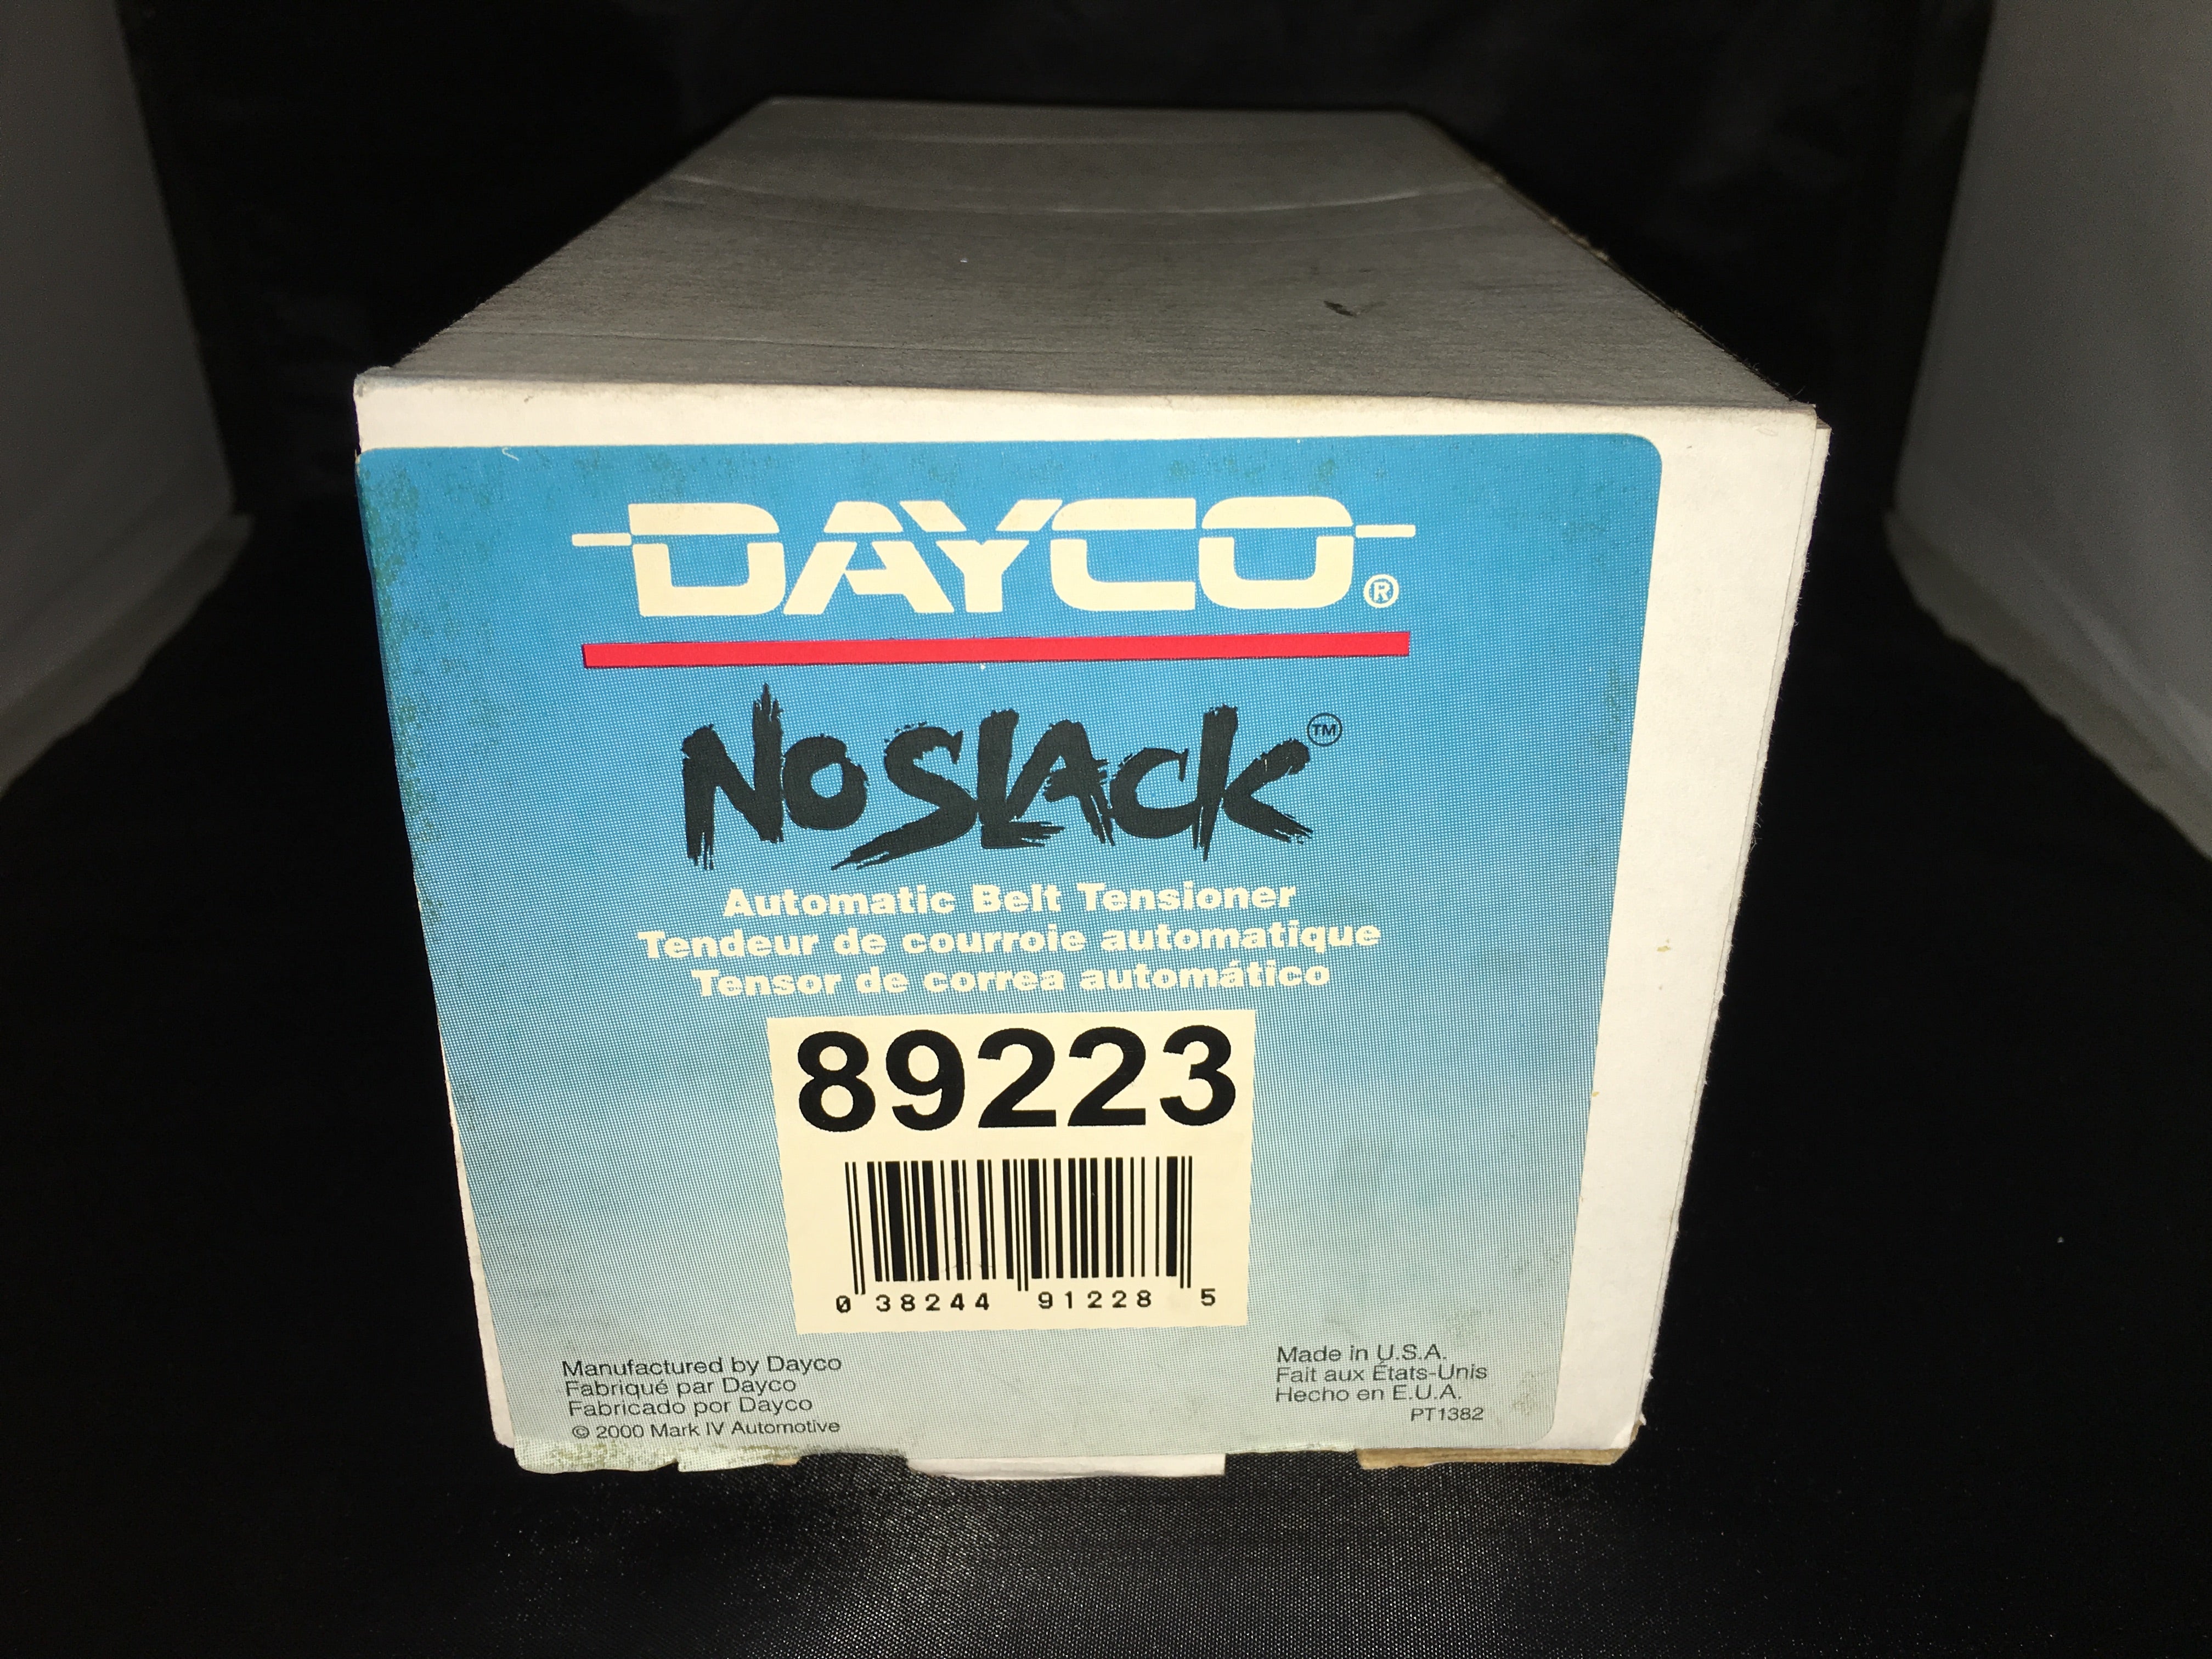 DAYCO®
NO SLACK™
Automatic Belt Tensioner
Tendeur de courroie automatique
Tensor de correa automático
89223
0 38244 91228 5
Manufactured by Dayco
Fabriqué par Dayco
Fabricado por Dayco
© 2000 Mark IV Automotive
Made in U.S.A.
Fait aux États-Unis
Hecho en E.U.A.
PT1382